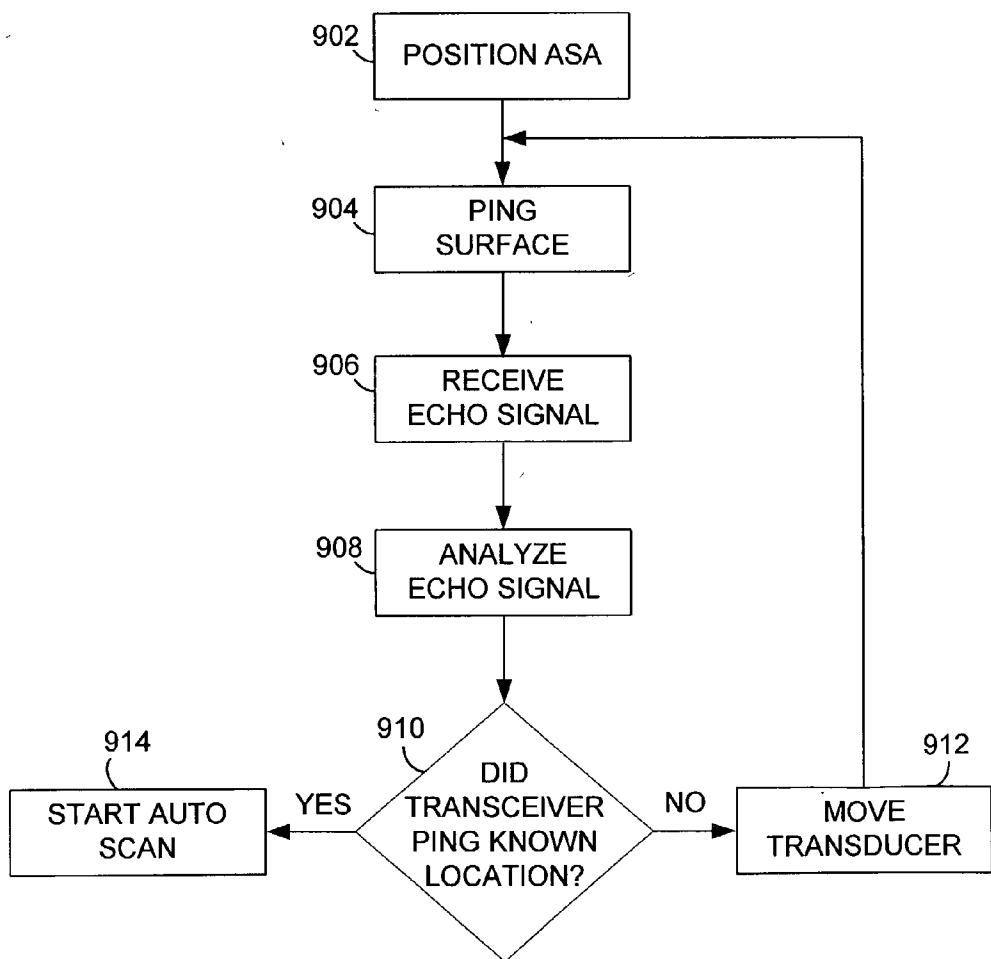 902
POSITION ASA
904
PING
SURFACE
906
RECEIVE
ECHO SIGNAL
908
ANALYZE
ECHO SIGNAL
910
DID
TRANSCEIVER
PING KNOWN
LOCATION?
914
START AUTO
SCAN
YES
NO
912
MOVE
TRANSDUCER